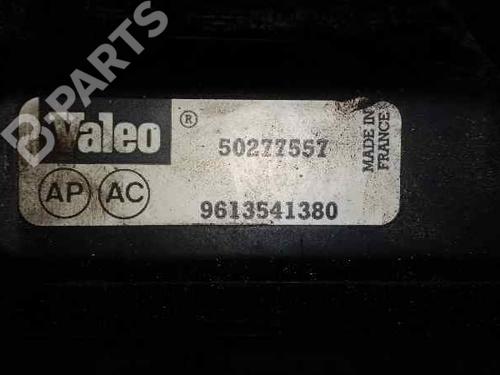 B PARTS
Valeo ®
50277557
AP AC
9613541380
MADE IN
FRANCE